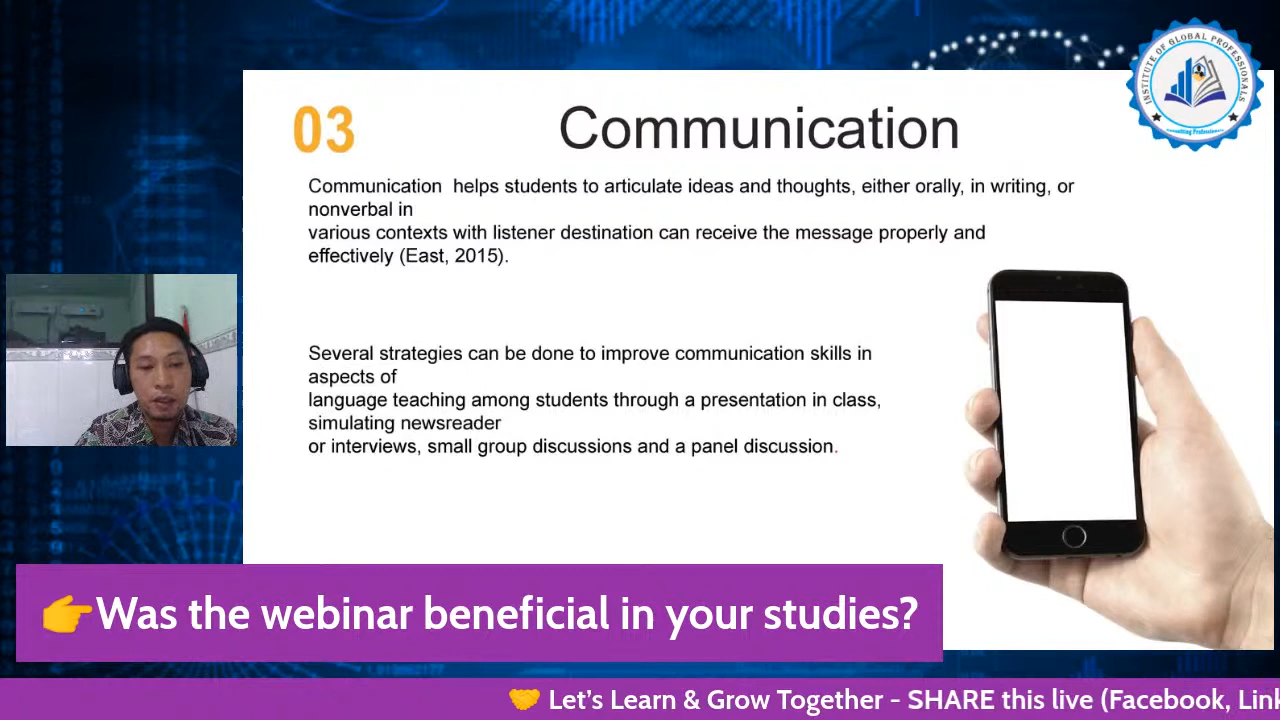 INSTITUTE OF GLOBAL PROFESSIONALS
03
Communication
Communication helps students to articulate ideas and thoughts, either orally, in writing, or
nonverbal in
various contexts with listener destination can receive the message properly and
effectively (East, 2015).
Several strategies can be done to improve communication skills in
aspects of
language teaching among students through a presentation in class,
simulating newsreader
or interviews, small group discussions and a panel discussion.
👉Was the webinar beneficial in your studies?
🤝 Let's Learn & Grow Together - SHARE this live (Facebook, Lin